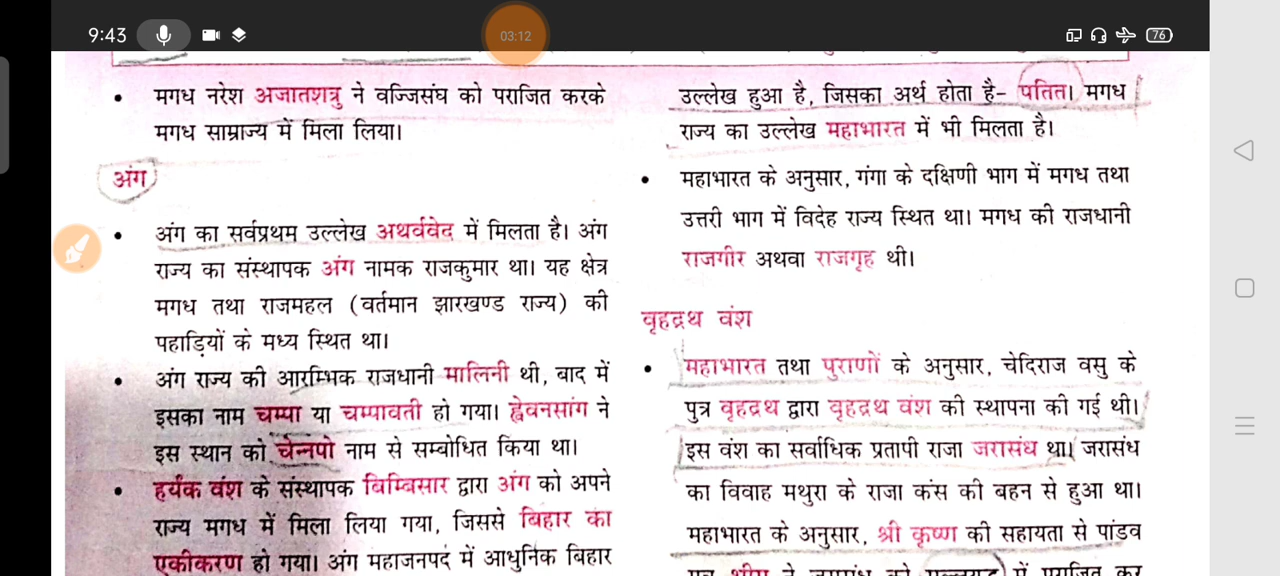 9:43
03:12
76
• मगध नरेश अजातशत्रु ने वज्जिसंघ को पराजित करके
मगध साम्राज्य में मिला लिया।
अंग
• अंग का सर्वप्रथम उल्लेख अथर्ववेद में मिलता है। अंग
राज्य का संस्थापक अंग नामक राजकुमार था। यह क्षेत्र
मगध तथा राजमहल (वर्तमान झारखण्ड राज्य) की
पहाड़ियों के मध्य स्थित था।
• अंग राज्य की आरम्भिक राजधानी मालिनी थी, बाद में
इसका नाम चम्पा या चम्पावती हो गया। ह्वेनसांग ने
इस स्थान को चेन्नपो नाम से सम्बोधित किया था।
• हर्यंक वंश के संस्थापक बिम्बिसार द्वारा अंग को अपने
राज्य मगध में मिला लिया गया, जिससे बिहार का
एकीकरण हो गया। अंग महाजनपद में आधुनिक बिहार
उल्लेख हुआ है, जिसका अर्थ होता है- पतित। मगध
राज्य का उल्लेख महाभारत में भी मिलता है।
• महाभारत के अनुसार, गंगा के दक्षिणी भाग में मगध तथा
उत्तरी भाग में विदेह राज्य स्थित था। मगध की राजधानी
राजगीर अथवा राजगृह थी।
वृहद्रथ वंश
• महाभारत तथा पुराणों के अनुसार, चेदिराज वसु के
पुत्र वृहद्रथ द्वारा वृहद्रथ वंश की स्थापना की गई थी।
इस वंश का सर्वाधिक प्रतापी राजा जरासंध था। जरासंध
का विवाह मथुरा के राजा कंस की बहन से हुआ था।
महाभारत के अनुसार, श्री कृष्ण की सहायता से पांडव
भीम ने जरासंध को मल्लयुद्ध में पराजित कर